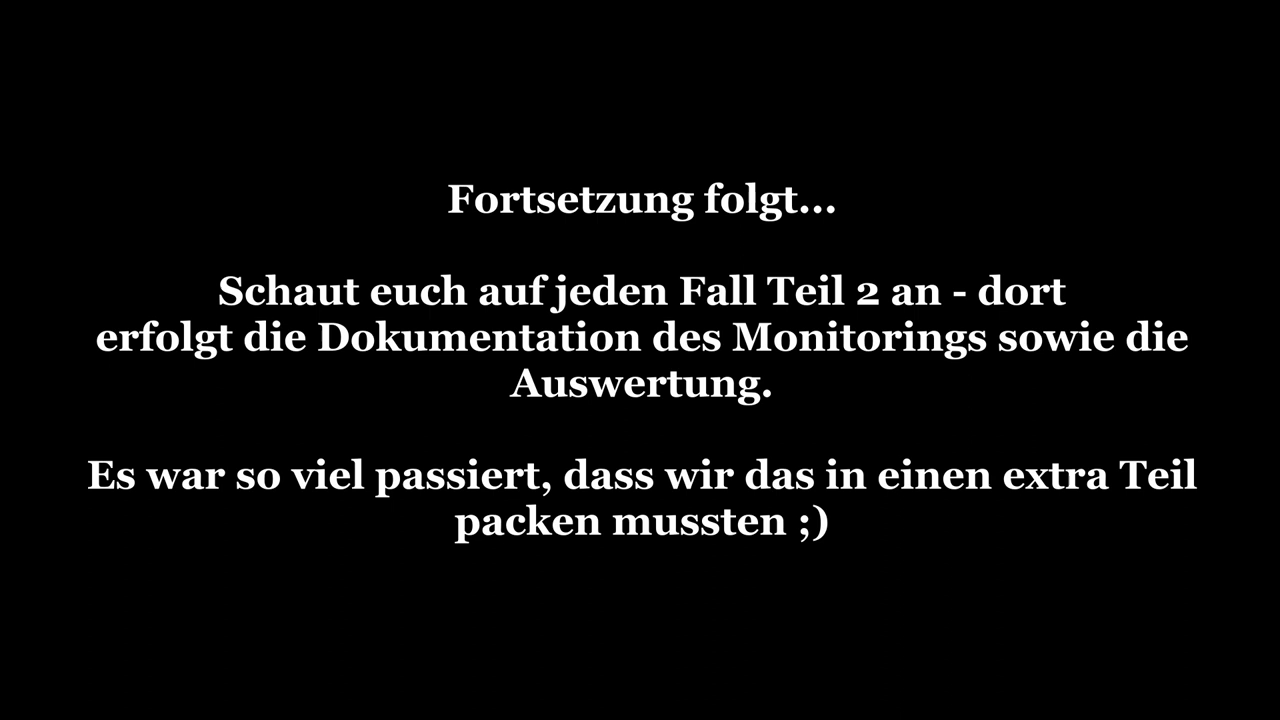 Fortsetzung folgt...
Schaut euch auf jeden Fall Teil 2 an - dort
erfolgt die Dokumentation des Monitorings sowie die
Auswertung.
Es war so viel passiert, dass wir das in einen extra Teil
packen mussten ;)